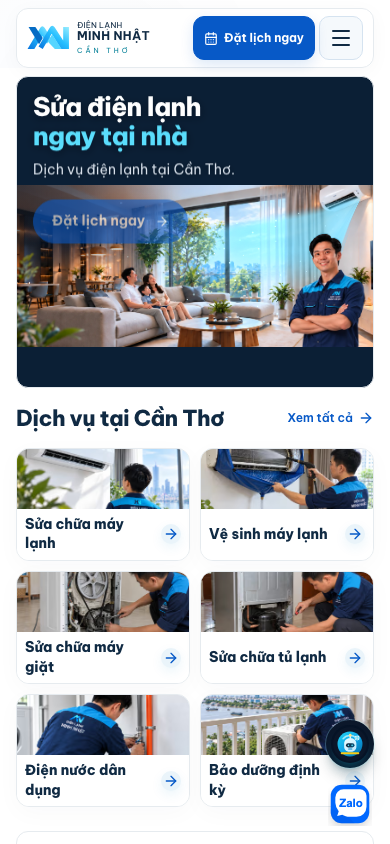 ĐIỆN LẠNH
MINH NHẬT
CẦN THƠ
Đặt lịch ngay
Sửa điện lạnh
ngay tại nhà
Dịch vụ điện lạnh tại Cần Thơ.
Đặt lịch ngay
Dịch vụ tại Cần Thơ
Xem tất cả
Sửa chữa máy
lạnh
Vệ sinh máy lạnh
Sửa chữa máy
giặt
Sửa chữa tủ lạnh
Điện nước dân
dụng
Bảo dưỡng định
kỳ
Zalo